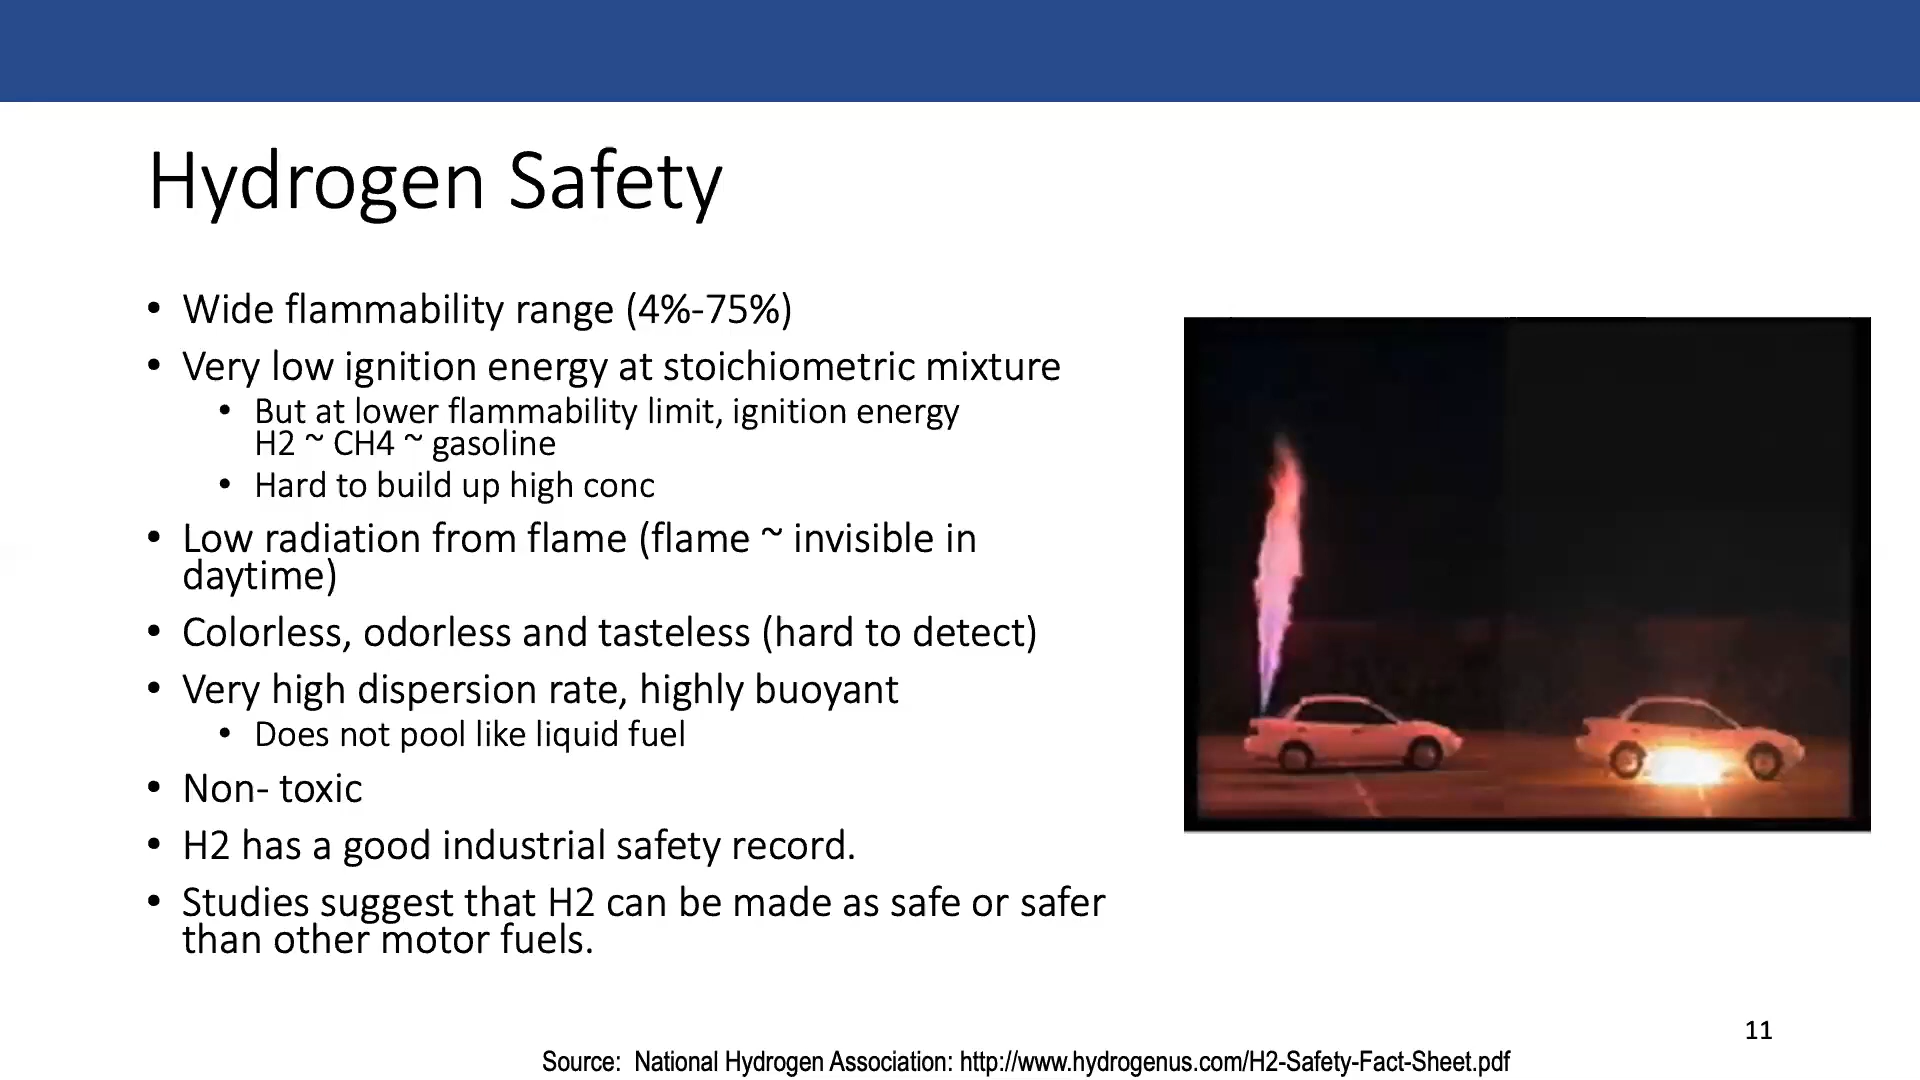 Hydrogen Safety
• Wide flammability range (4%-75%)
• Very low ignition energy at stoichiometric mixture
• But at lower flammability limit, ignition energy
H2 ~ CH4 ~ gasoline
• Hard to build up high conc
• Low radiation from flame (flame ~ invisible in
daytime)
• Colorless, odorless and tasteless (hard to detect)
• Very high dispersion rate, highly buoyant
• Does not pool like liquid fuel
• Non- toxic
• H2 has a good industrial safety record.
• Studies suggest that H2 can be made as safe or safer
than other motor fuels.
11
Source:  National Hydrogen Association: http://www.hydrogenus.com/H2-Safety-Fact-Sheet.pdf